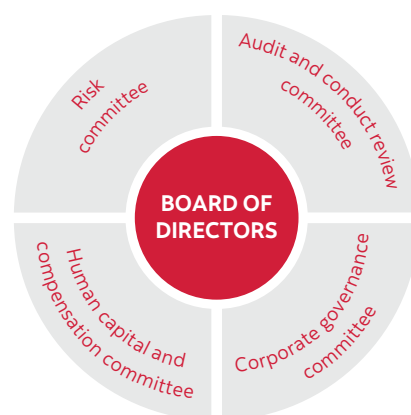 Risk
committee
Audit and conduct review
committee
BOARD OF
DIRECTORS
Human capital and
compensation committee
Corporate governance
committee